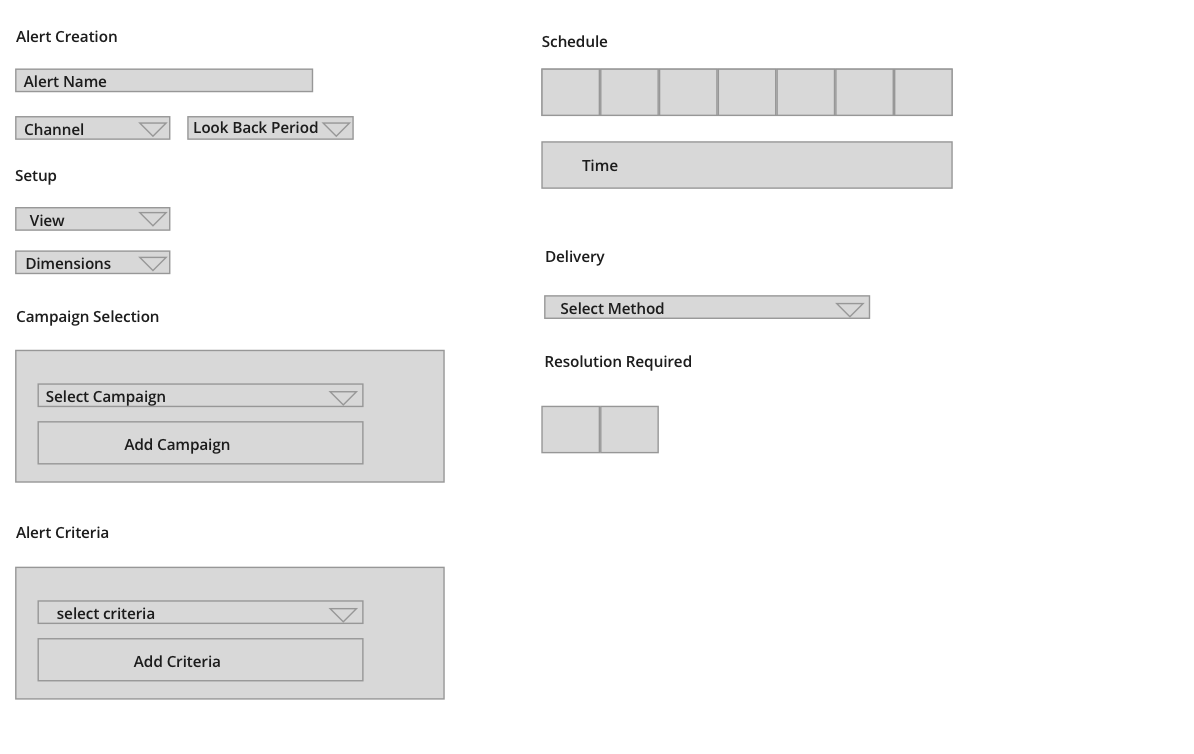 Alert Creation
Alert Name
Channel
Look Back Period
Setup
View
Dimensions
Campaign Selection
Select Campaign
Add Campaign
Alert Criteria
select criteria
Add Criteria
Schedule
Time
Delivery
Select Method
Resolution Required